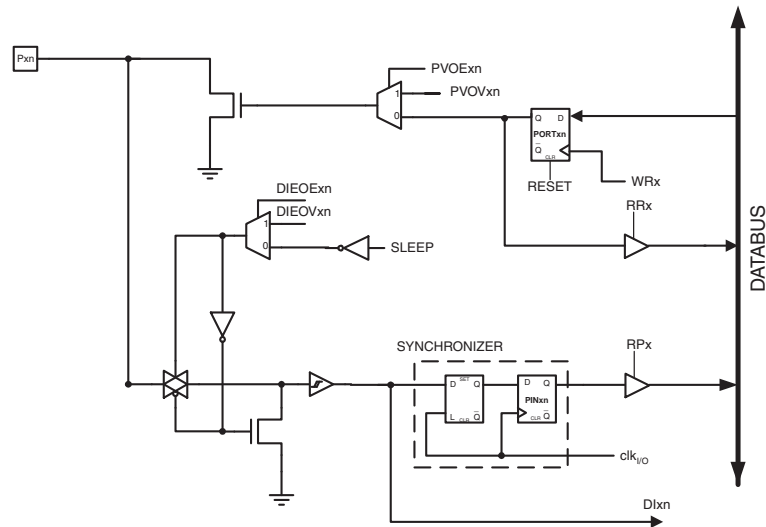 Pxn
PVOExn
PVOVxn
1
0
Q D
PORTxn
Q
CLR
RESET
WRx
RRx
DIEOExn
DIEOVxn
1
0
SLEEP
SYNCHRONIZER
RPx
D SET Q
L CLR Q
D Q
PINxn
CLR Q
clkI/O
DIxn
DATABUS